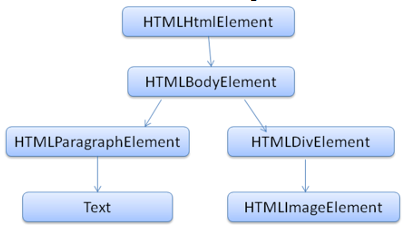 HTMLHtmlElement
HTMLBodyElement
HTMLParagraphElement
HTMLDivElement
Text
HTMLImageElement